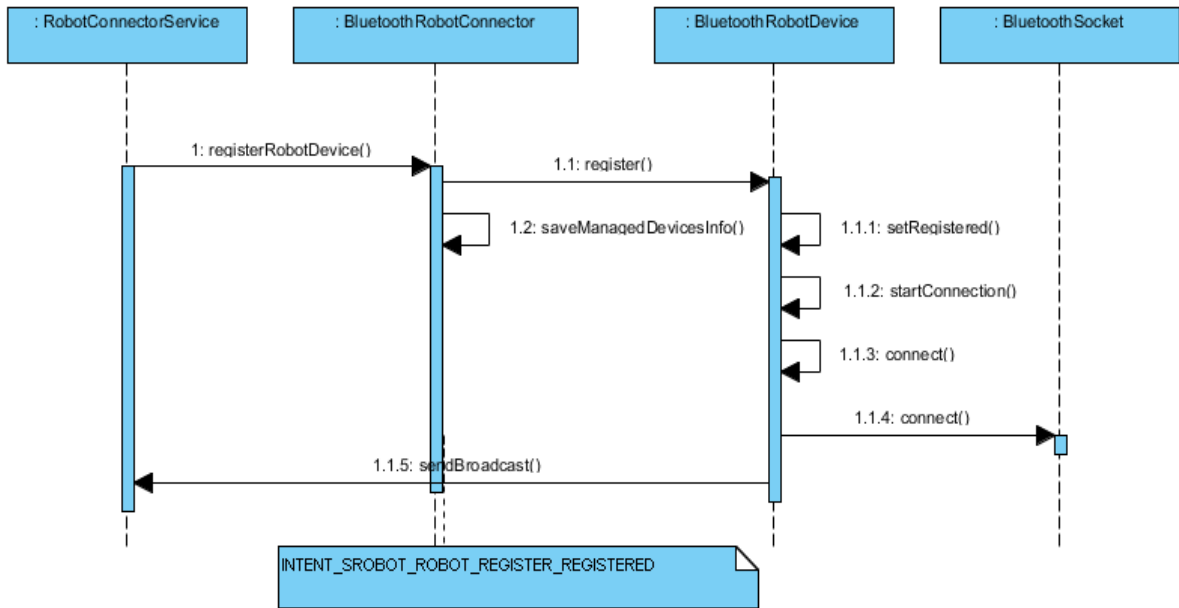 : RobotConnectorService
: BluetoothRobotConnector
: BluetoothRobotDevice
: BluetoothSocket
1: registerRobotDevice()
1.1: register()
1.2: saveManagedDevicesInfo()
1.1.1: setRegistered()
1.1.2: startConnection()
1.1.3: connect()
1.1.4: connect()
1.1.5: sendBroadcast()
INTENT_SROBOT_ROBOT_REGISTER_REGISTERED